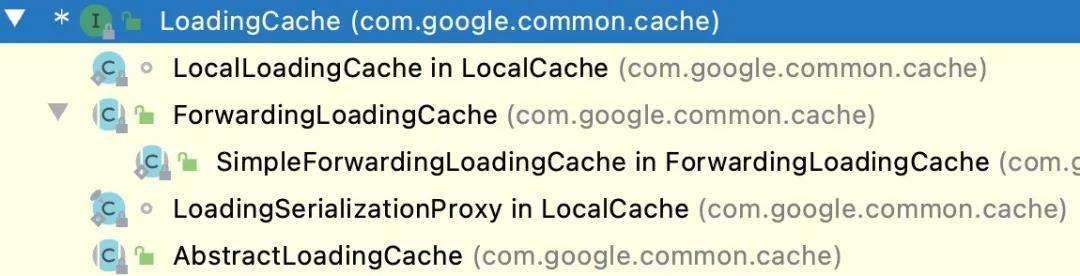 * I LoadingCache (com.google.common.cache)
C LocalLoadingCache in LocalCache (com.google.common.cache)
C ForwardingLoadingCache (com.google.common.cache)
C SimpleForwardingLoadingCache in ForwardingLoadingCache (com.g
C LoadingSerializationProxy in LocalCache (com.google.common.cache)
C AbstractLoadingCache (com.google.common.cache)